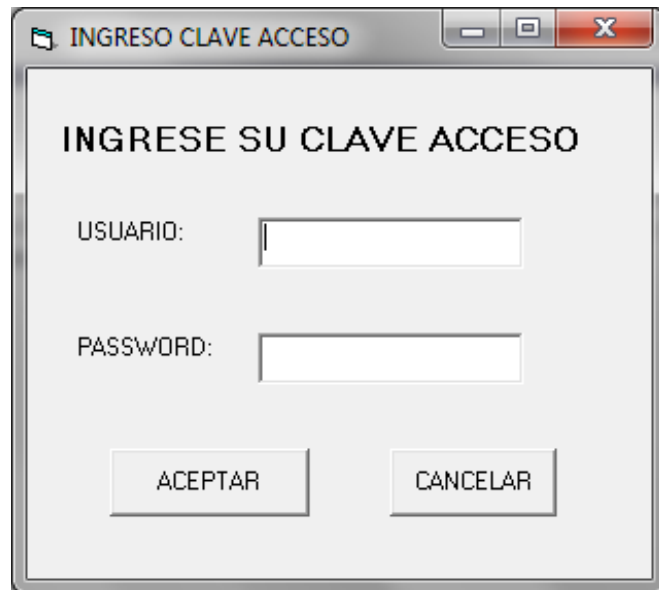 INGRESO CLAVE ACCESO
INGRESE SU CLAVE ACCESO
USUARIO:
PASSWORD:
ACEPTAR CANCELAR